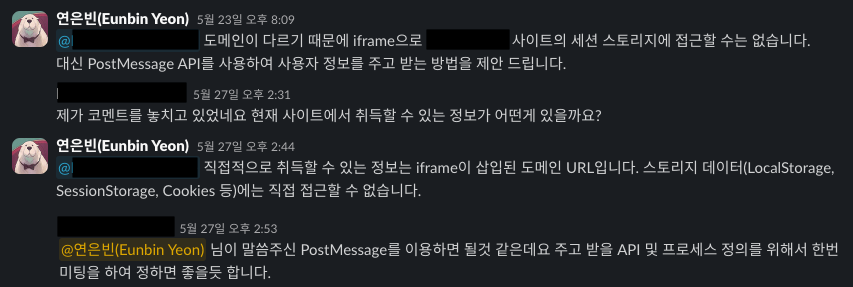 연은빈(Eunbin Yeon) 5월 23일 오후 8:09
@ 도메인이 다르기 때문에 iframe으로 사이트의 세션 스토리지에 접근할 수는 없습니다.
대신 PostMessage API를 사용하여 사용자 정보를 주고 받는 방법을 제안 드립니다.
5월 27일 오후 2:31
제가 코멘트를 놓치고 있었네요 현재 사이트에서 취득할 수 있는 정보가 어떤게 있을까요?
연은빈(Eunbin Yeon) 5월 27일 오후 2:44
@ 직접적으로 취득할 수 있는 정보는 iframe이 삽입된 도메인 URL입니다. 스토리지 데이터(LocalStorage,
SessionStorage, Cookies 등)에는 직접 접근할 수 없습니다.
5월 27일 오후 2:53
@연은빈(Eunbin Yeon) 님이 말씀주신 PostMessage를 이용하면 될것 같은데요 주고 받을 API 및 프로세스 정의를 위해서 한번
미팅을 하여 정하면 좋을듯 합니다.